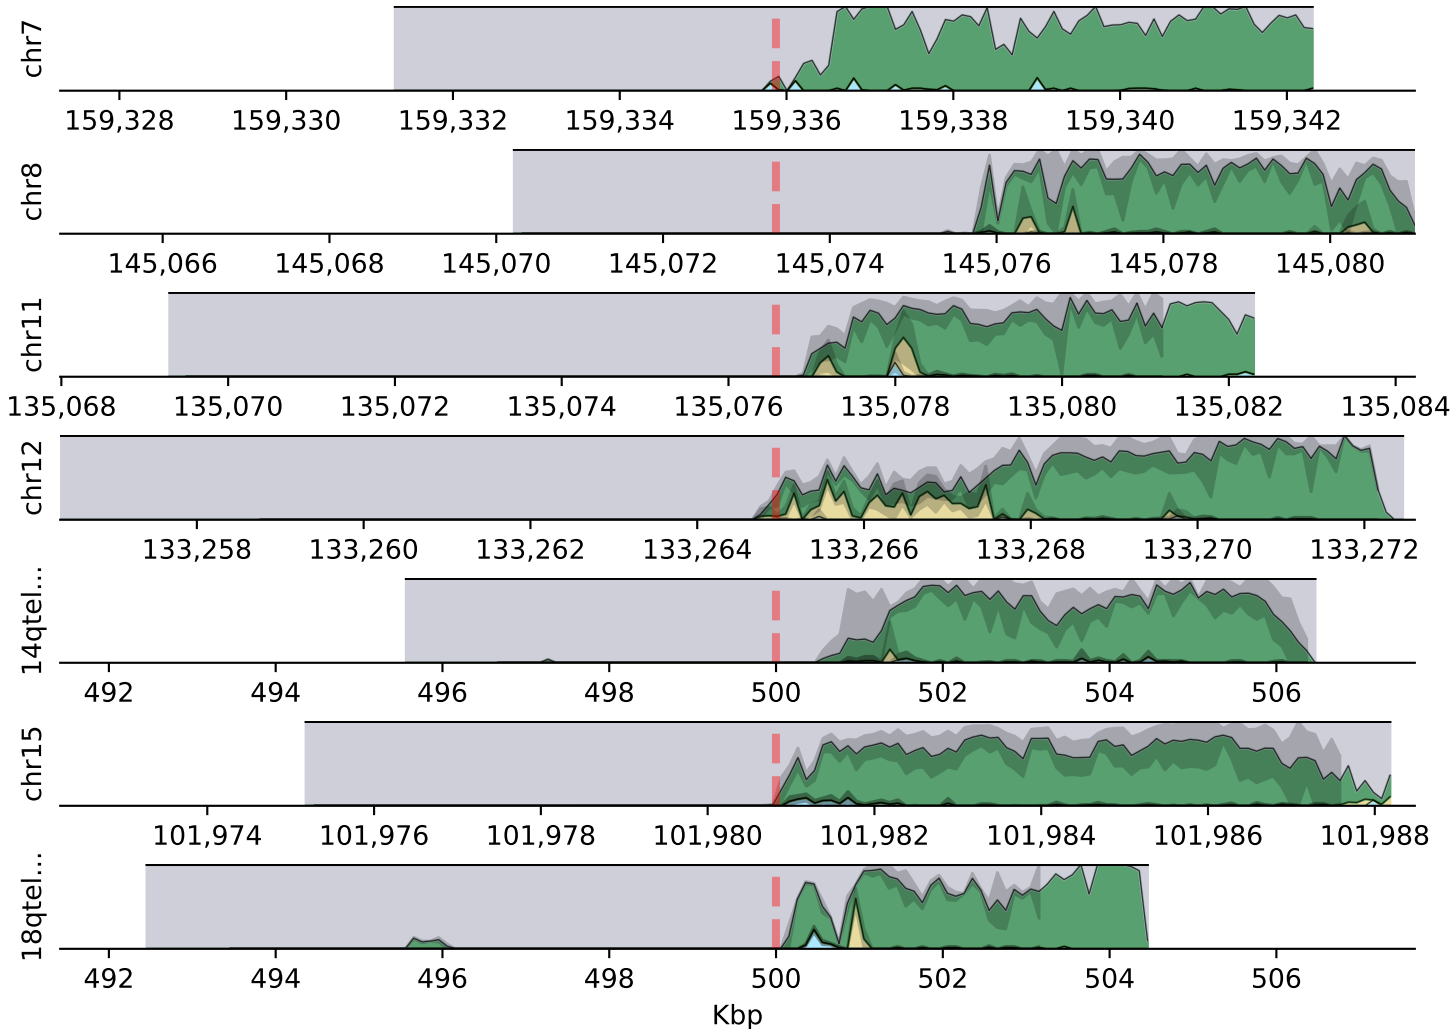 chr7
159,328 159,330 159,332 159,334 159,336 159,338 159,340 159,342
chr8
145,066 145,068 145,070 145,072 145,074 145,076 145,078 145,080
chr11
135,068 135,070 135,072 135,074 135,076 135,078 135,080 135,082 135,084
chr12
133,258 133,260 133,262 133,264 133,266 133,268 133,270 133,272
14qtel...
492 494 496 498 500 502 504 506
chr15
101,974 101,976 101,978 101,980 101,982 101,984 101,986 101,988
18qtel...
492 494 496 498 500 502 504 506
Kbp